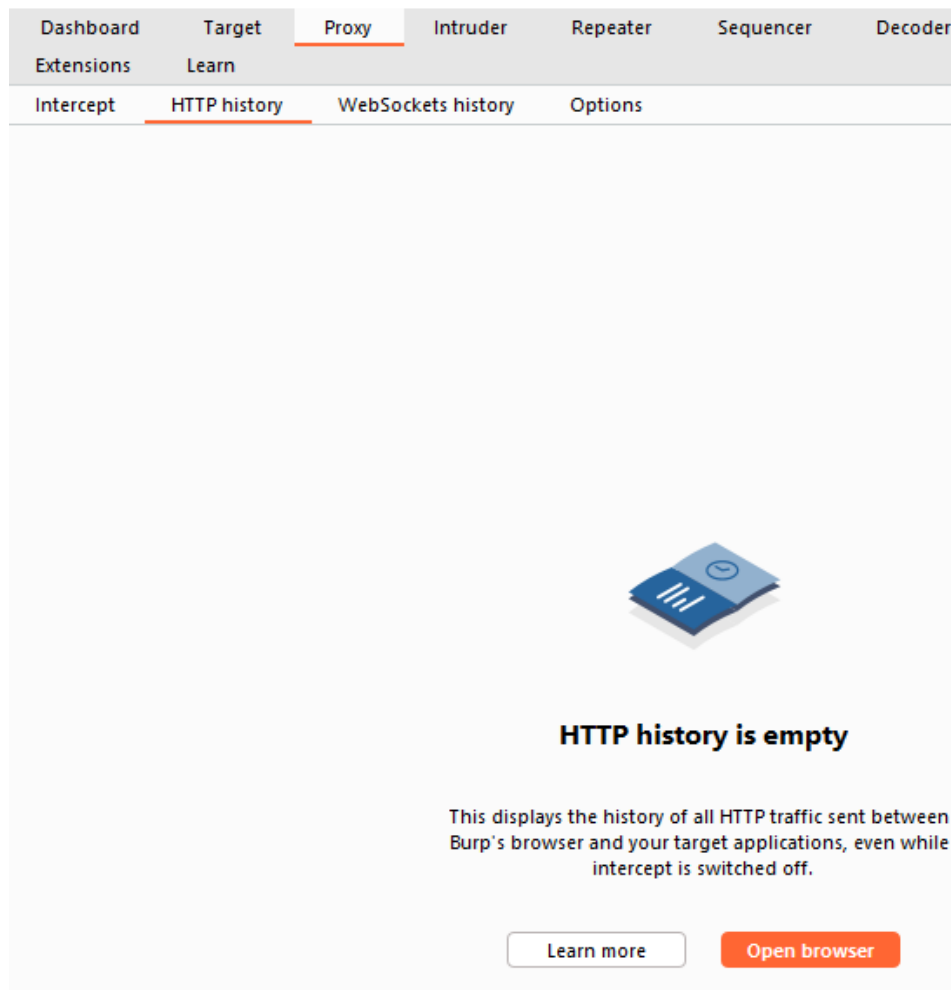 Dashboard Target Proxy Intruder Repeater Sequencer Decoder
Extensions Learn
Intercept HTTP history WebSockets history Options
HTTP history is empty
This displays the history of all HTTP traffic sent between
Burp's browser and your target applications, even while
intercept is switched off.
Learn more Open browser